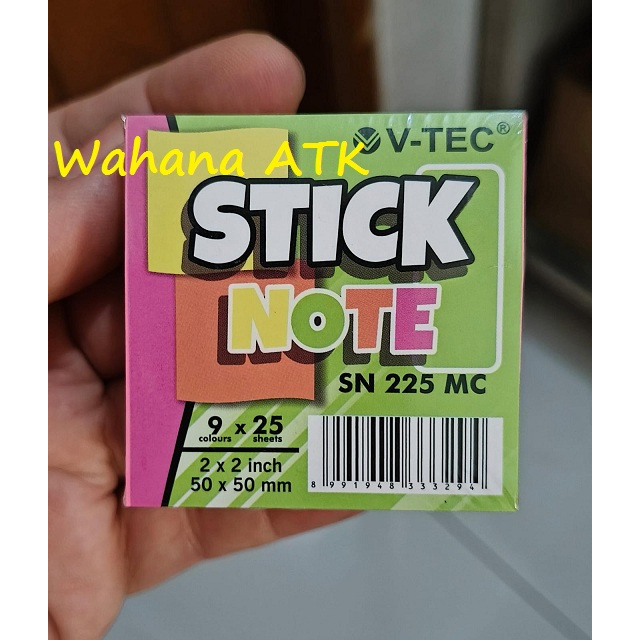 Wahana ATK
V-TEC®
STICK
NOTE
SN 225 MC
9 x 25
colours sheets
2 x 2 inch
50 x 50 mm
8 991948 333294